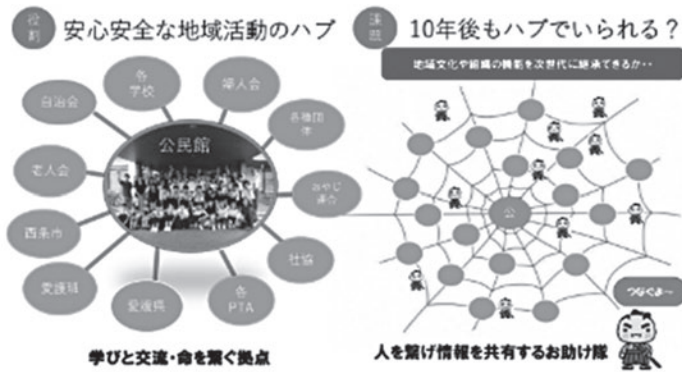 役割
安心安全な地域活動のハブ
公民館
各
学校
婦人会
各種団
体
おやじ
連合
社協
各
PTA
愛媛県
愛護班
西条市
老人会
自治会
学びと交流・命を繋ぐ拠点
課題
10年後もハブでいられる？
地域文化や組織の機能を次世代に継承できるか‥
公
つなぐよ～
人を繋げ情報を共有するお助け隊